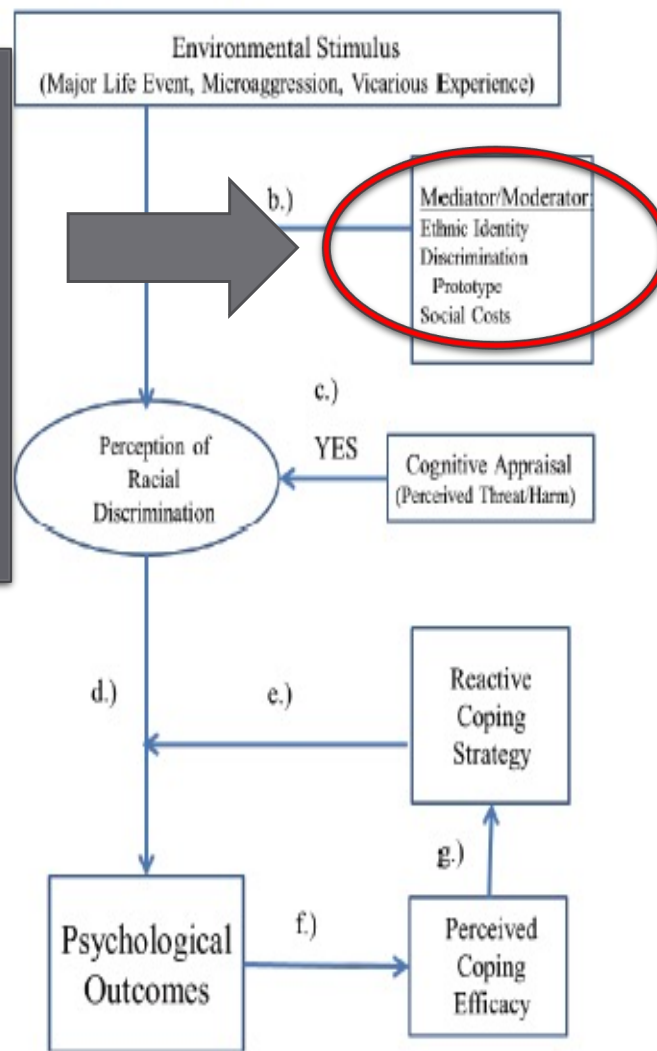 Environmental Stimulus
(Major Life Event, Microaggression, Vicarious Experience)
b.)
Mediator/Moderator:
Ethnic Identity
Discrimination
Prototype
Social Costs
c.)
YES
Perception of
Racial
Discrimination
Cognitive Appraisal
(Perceived Threat/Harm)
d.)
e.)
Reactive
Coping
Strategy
g.)
Psychological
Outcomes
f.)
Perceived
Coping
Efficacy